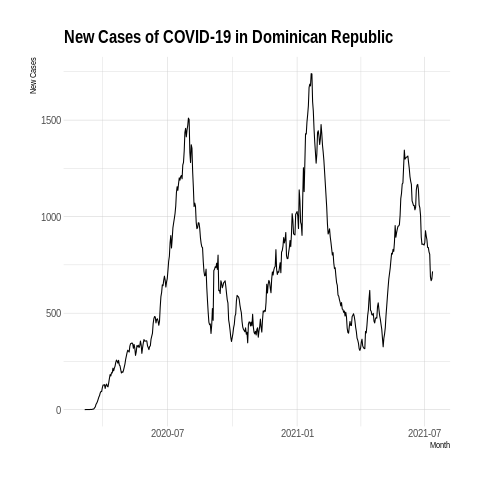 New Cases of COVID-19 in Dominican Republic
New Cases
1500
1000
500
0
2020-07 2021-01 2021-07
Month